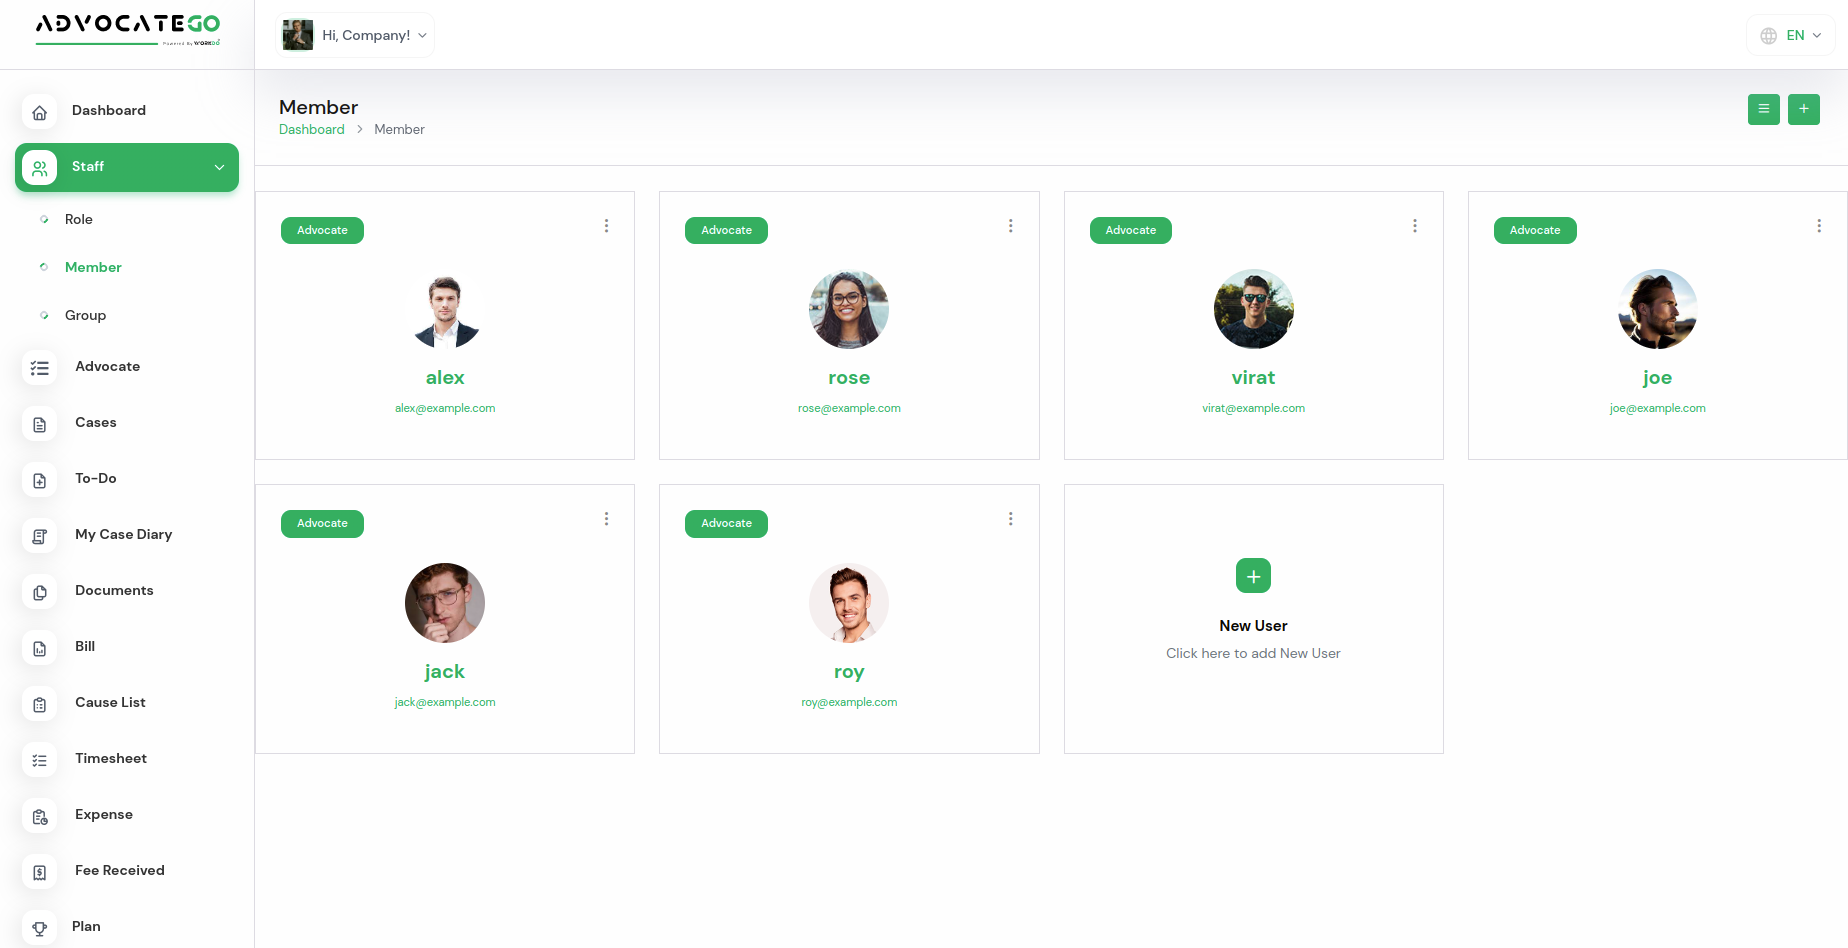 ADVOCATEGO
Powered By WORKDO
Hi, Company!
EN
Dashboard
Staff
Role
Member
Group
Advocate
Cases
To-Do
My Case Diary
Documents
Bill
Cause List
Timesheet
Expense
Fee Received
Plan
Member
Dashboard > Member
Advocate
alex
alex@example.com
Advocate
rose
rose@example.com
Advocate
virat
virat@example.com
Advocate
joe
joe@example.com
Advocate
jack
jack@example.com
Advocate
roy
roy@example.com
New User
Click here to add New User